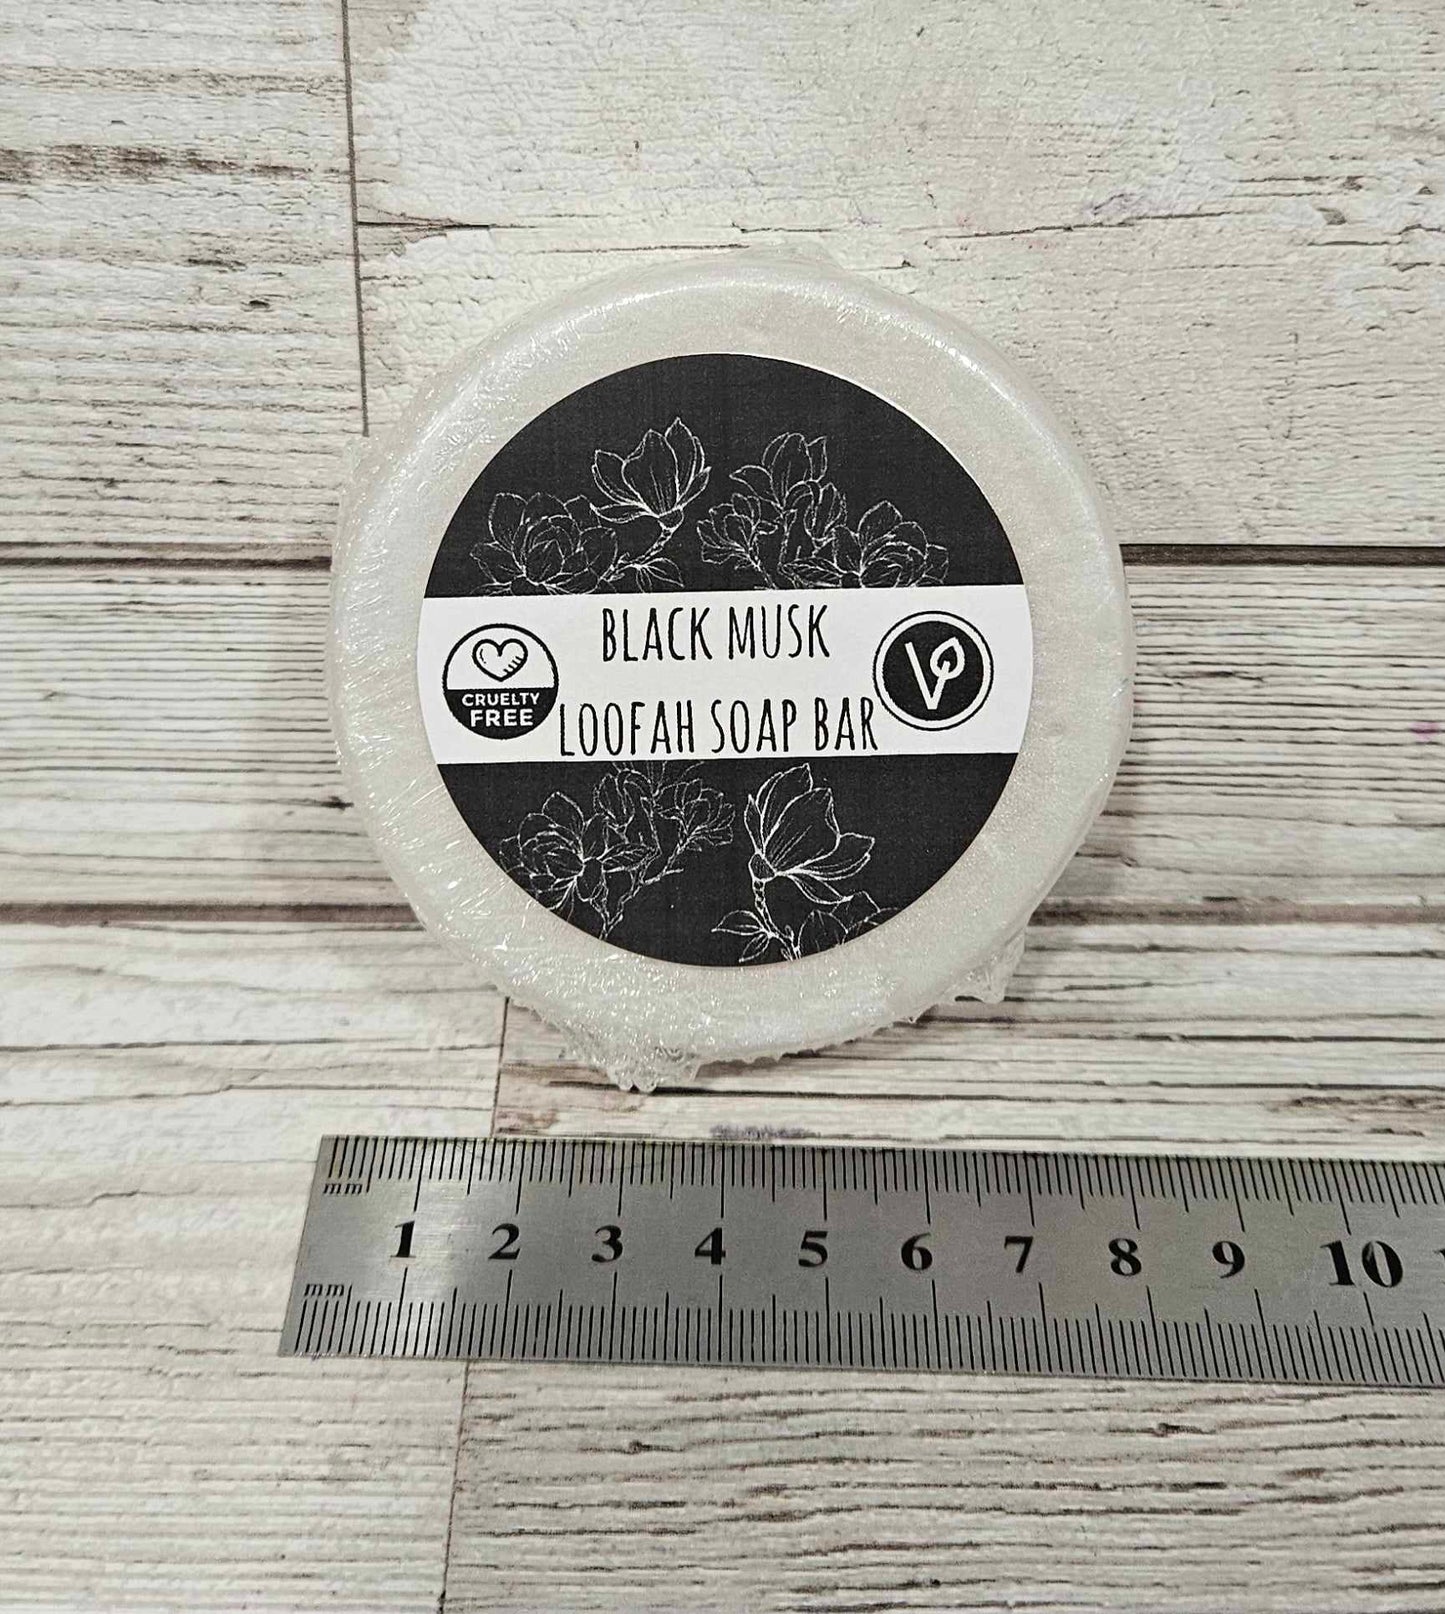 BLACK MUSK
CRUELTY
FREE
V
LOOFAH SOAP BAR
mm
1 2 3 4 5 6 7 8 9 10
mm